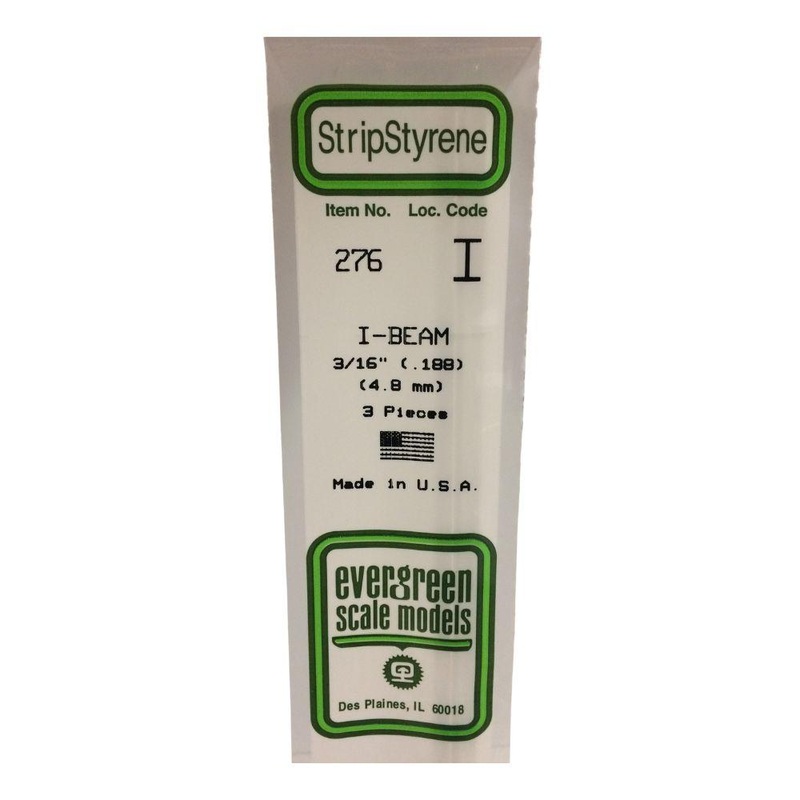 StripStyrene
Item No. Loc. Code
276 I
I-BEAM
3/16" (.188)
(4.8 mm)
3 Pieces
Made in U.S.A.
evergreen
scale models
Des Plaines, IL 60018